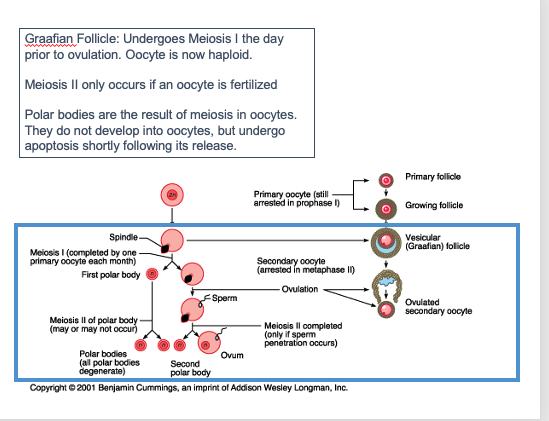 Graafian Follicle: Undergoes Meiosis I the day
prior to ovulation. Oocyte is now haploid.
Meiosis II only occurs if an oocyte is fertilized
Polar bodies are the result of meiosis in oocytes.
They do not develop into oocytes, but undergo
apoptosis shortly following its release.
2n
Primary oocyte (still
arrested in prophase I)
Primary follicle
Growing follicle
Spindle
Meiosis I (completed by one
primary oocyte each month)
First polar body
Secondary oocyte
(arrested in metaphase II)
Vesicular
(Graafian) follicle
Ovulation
Sperm
Ovulated
secondary oocyte
Meiosis II of polar body
(may or may not occur)
Meiosis II completed
(only if sperm
penetration occurs)
Polar bodies
(all polar bodies
degenerate)
Second
polar body
Ovum
Copyright © 2001 Benjamin Cummings, an imprint of Addison Wesley Longman, Inc.